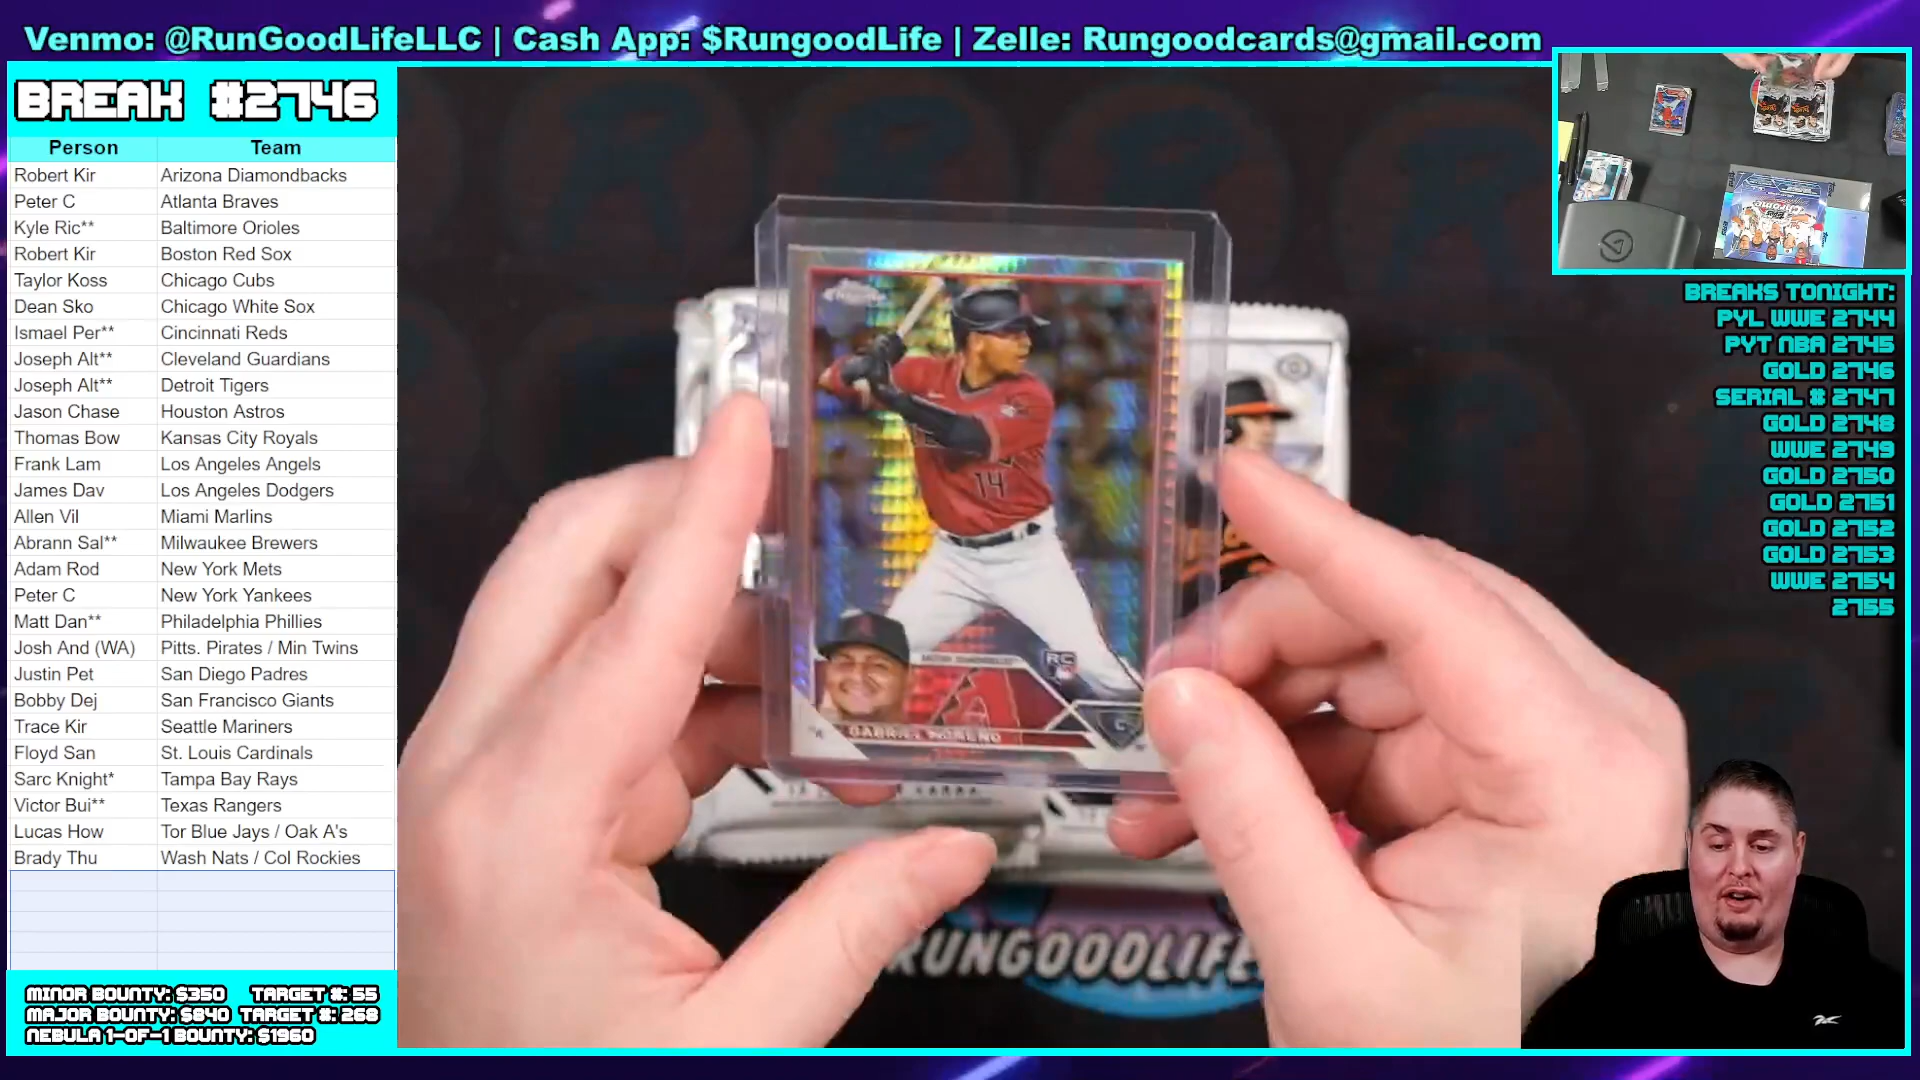 Venmo: @RunGoodLifeLLC | Cash App: $RungoodLife | Zelle: Rungoodcards@gmail.com
BREAK #2746
Person Team
Robert Kir Arizona Diamondbacks
Peter C Atlanta Braves
Kyle Ric** Baltimore Orioles
Robert Kir Boston Red Sox
Taylor Koss Chicago Cubs
Dean Sko Chicago White Sox
Ismael Per** Cincinnati Reds
Joseph Alt** Cleveland Guardians
Joseph Alt** Detroit Tigers
Jason Chase Houston Astros
Thomas Bow Kansas City Royals
Frank Lam Los Angeles Angels
James Dav Los Angeles Dodgers
Allen Vil Miami Marlins
Abrann Sal** Milwaukee Brewers
Adam Rod New York Mets
Peter C New York Yankees
Matt Dan** Philadelphia Phillies
Josh And (WA) Pitts. Pirates / Min Twins
Justin Pet San Diego Padres
Bobby Dej San Francisco Giants
Trace Kir Seattle Mariners
Floyd San St. Louis Cardinals
Sarc Knight* Tampa Bay Rays
Victor Bui** Texas Rangers
Lucas How Tor Blue Jays / Oak A's
Brady Thu Wash Nats / Col Rockies
MINOR BOUNTY: $350 TARGET #: 55
MAJOR BOUNTY: $840 TARGET #: 268
NEBULA 1-OF-1 BOUNTY: $1960
14
RC
GABRIEL MORENO
C
RUNGOODLIFE
BREAKS TONIGHT:
PYL WWE 2744
PYT NBA 2745
GOLD 2746
SERIAL # 2747
GOLD 2748
WWE 2749
GOLD 2750
GOLD 2751
GOLD 2752
GOLD 2753
WWE 2754
2755